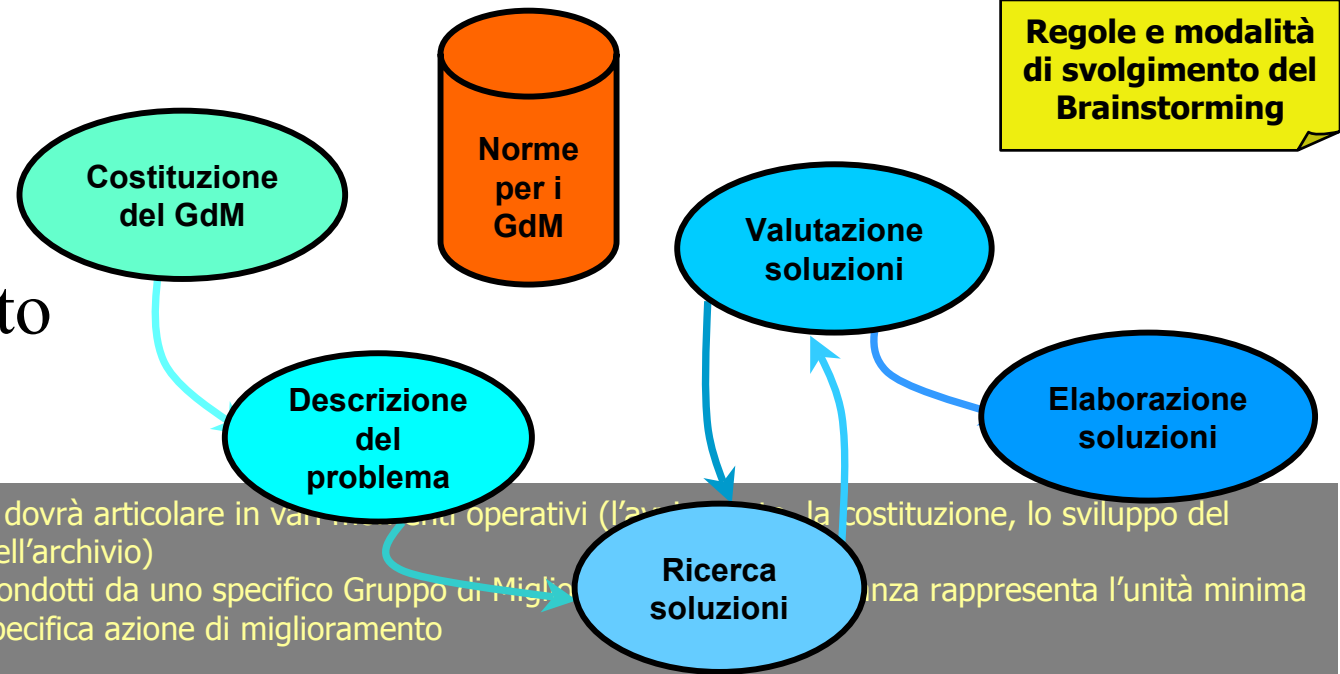 Regole e modalità
di svolgimento del
Brainstorming
Norme
per i
GdM
Costituzione
del GdM
Valutazione
soluzioni
to
Descrizione
del
problema
Elaborazione
soluzioni
dovrà articolare in vari operativi (l’av la costituzione, lo sviluppo del
ell’archivio)
ondotti da uno specifico Gruppo di Miglio nza rappresenta l’unità minima
pecifica azione di miglioramento
Ricerca
soluzioni